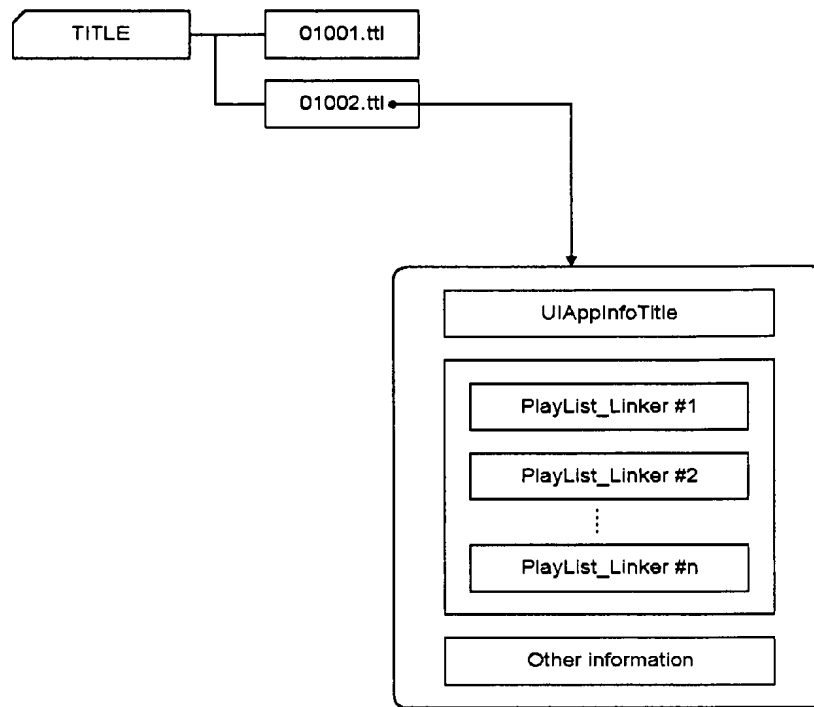 TITLE
01001.ttl
01002.ttl
UIAppInfoTitle
PlayList_Linker #1
PlayList_Linker #2
PlayList_Linker #n
Other information